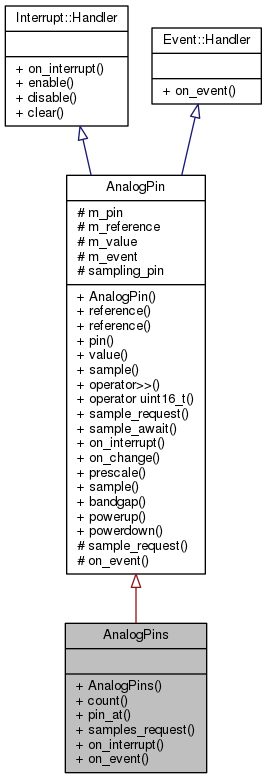 Interrupt::Handler
+ on_interrupt()
+ enable()
+ disable()
+ clear()
Event::Handler
+ on_event()
AnalogPin
# m_pin
# m_reference
# m_value
# m_event
# sampling_pin
+ AnalogPin()
+ reference()
+ reference()
+ pin()
+ value()
+ sample()
+ operator>>()
+ operator uint16_t()
+ sample_request()
+ sample_await()
+ on_interrupt()
+ on_change()
+ prescale()
+ sample()
+ bandgap()
+ powerup()
+ powerdown()
# sample_request()
# on_event()
AnalogPins
+ AnalogPins()
+ count()
+ pin_at()
+ samples_request()
+ on_interrupt()
+ on_event()